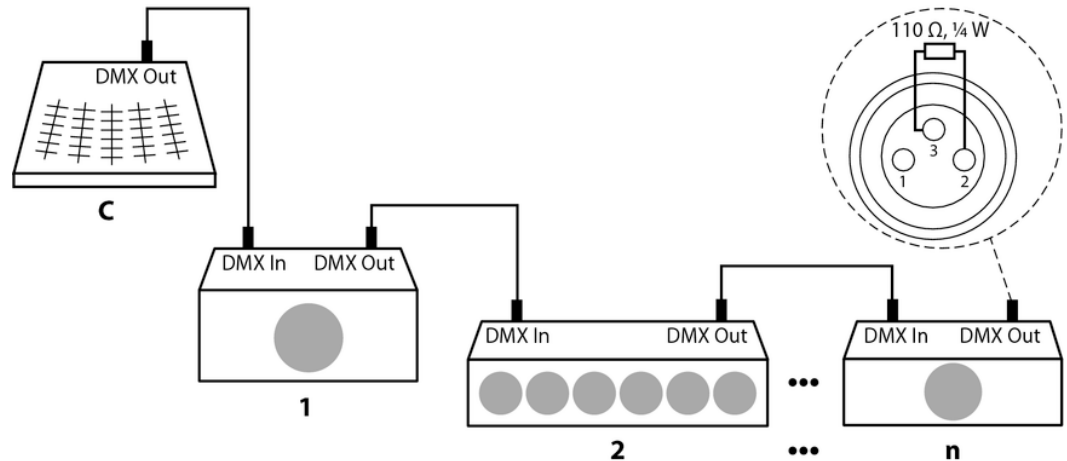 110 Ω, ¼ W
3
1
2
DMX Out
C
DMX In
DMX Out
1
DMX In
DMX Out
2
•••
•••
DMX In
DMX Out
n